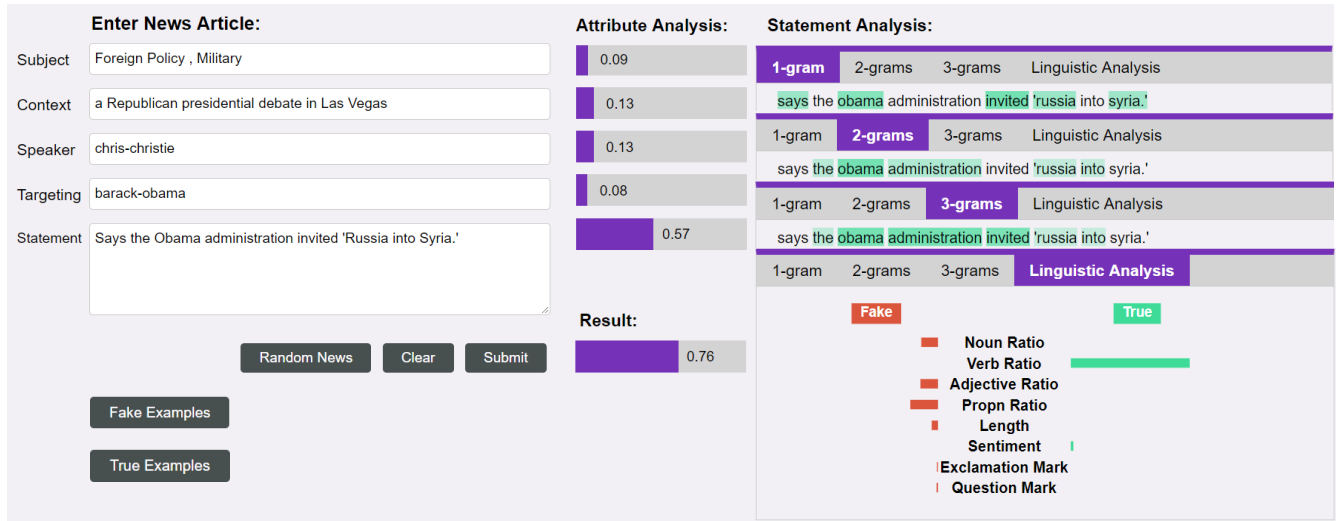 Enter News Article:
Subject
Foreign Policy , Military
Context
a Republican presidential debate in Las Vegas
Speaker
chris-christie
Targeting
barack-obama
Statement
Says the Obama administration invited 'Russia into Syria.'
Random News
Clear
Submit
Fake Examples
True Examples
Attribute Analysis:
0.09
0.13
0.13
0.08
0.57
Result:
0.76
Statement Analysis:
1-gram 2-grams 3-grams Linguistic Analysis
says the obama administration invited 'russia into syria.'
1-gram 2-grams 3-grams Linguistic Analysis
says the obama administration invited 'russia into syria.'
1-gram 2-grams 3-grams Linguistic Analysis
says the obama administration invited 'russia into syria.'
1-gram 2-grams 3-grams Linguistic Analysis
Fake True
Noun Ratio
Verb Ratio
Adjective Ratio
Propn Ratio
Length
Sentiment
Exclamation Mark
Question Mark